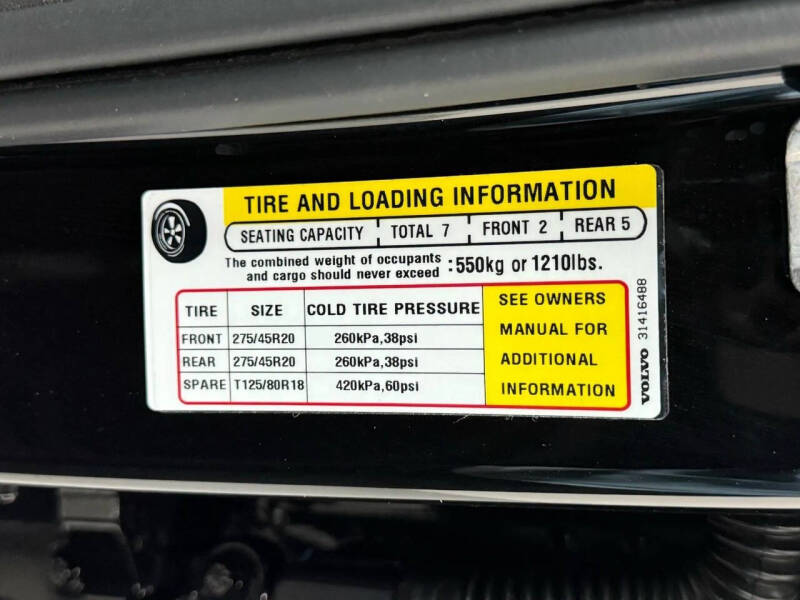 TIRE AND LOADING INFORMATION
SEATING CAPACITY TOTAL 7 FRONT 2 REAR 5
The combined weight of occupants
and cargo should never exceed :550kg or 1210lbs.
TIRE SIZE COLD TIRE PRESSURE
FRONT 275/45R20 260kPa,38psi
REAR 275/45R20 260kPa,38psi
SPARE T125/80R18 420kPa,60psi
SEE OWNERS
MANUAL FOR
ADDITIONAL
INFORMATION
VOLVO 31416488